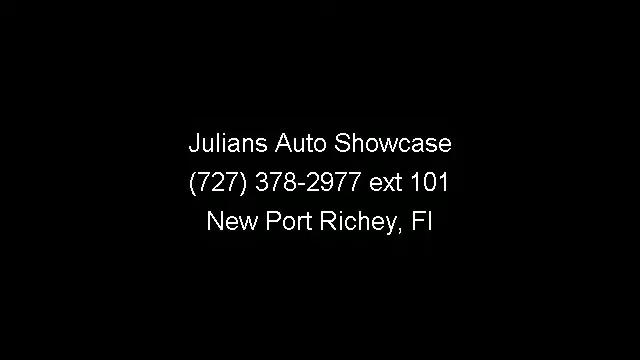 Julians Auto Showcase
(727) 378-2977 ext 101
New Port Richey, Fl